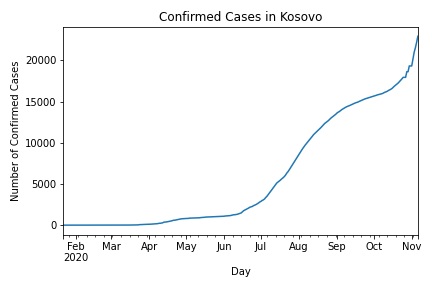 Confirmed Cases in Kosovo
Number of Confirmed Cases
20000
15000
10000
5000
0
Feb Mar Apr May Jun Jul Aug Sep Oct Nov
2020
Day